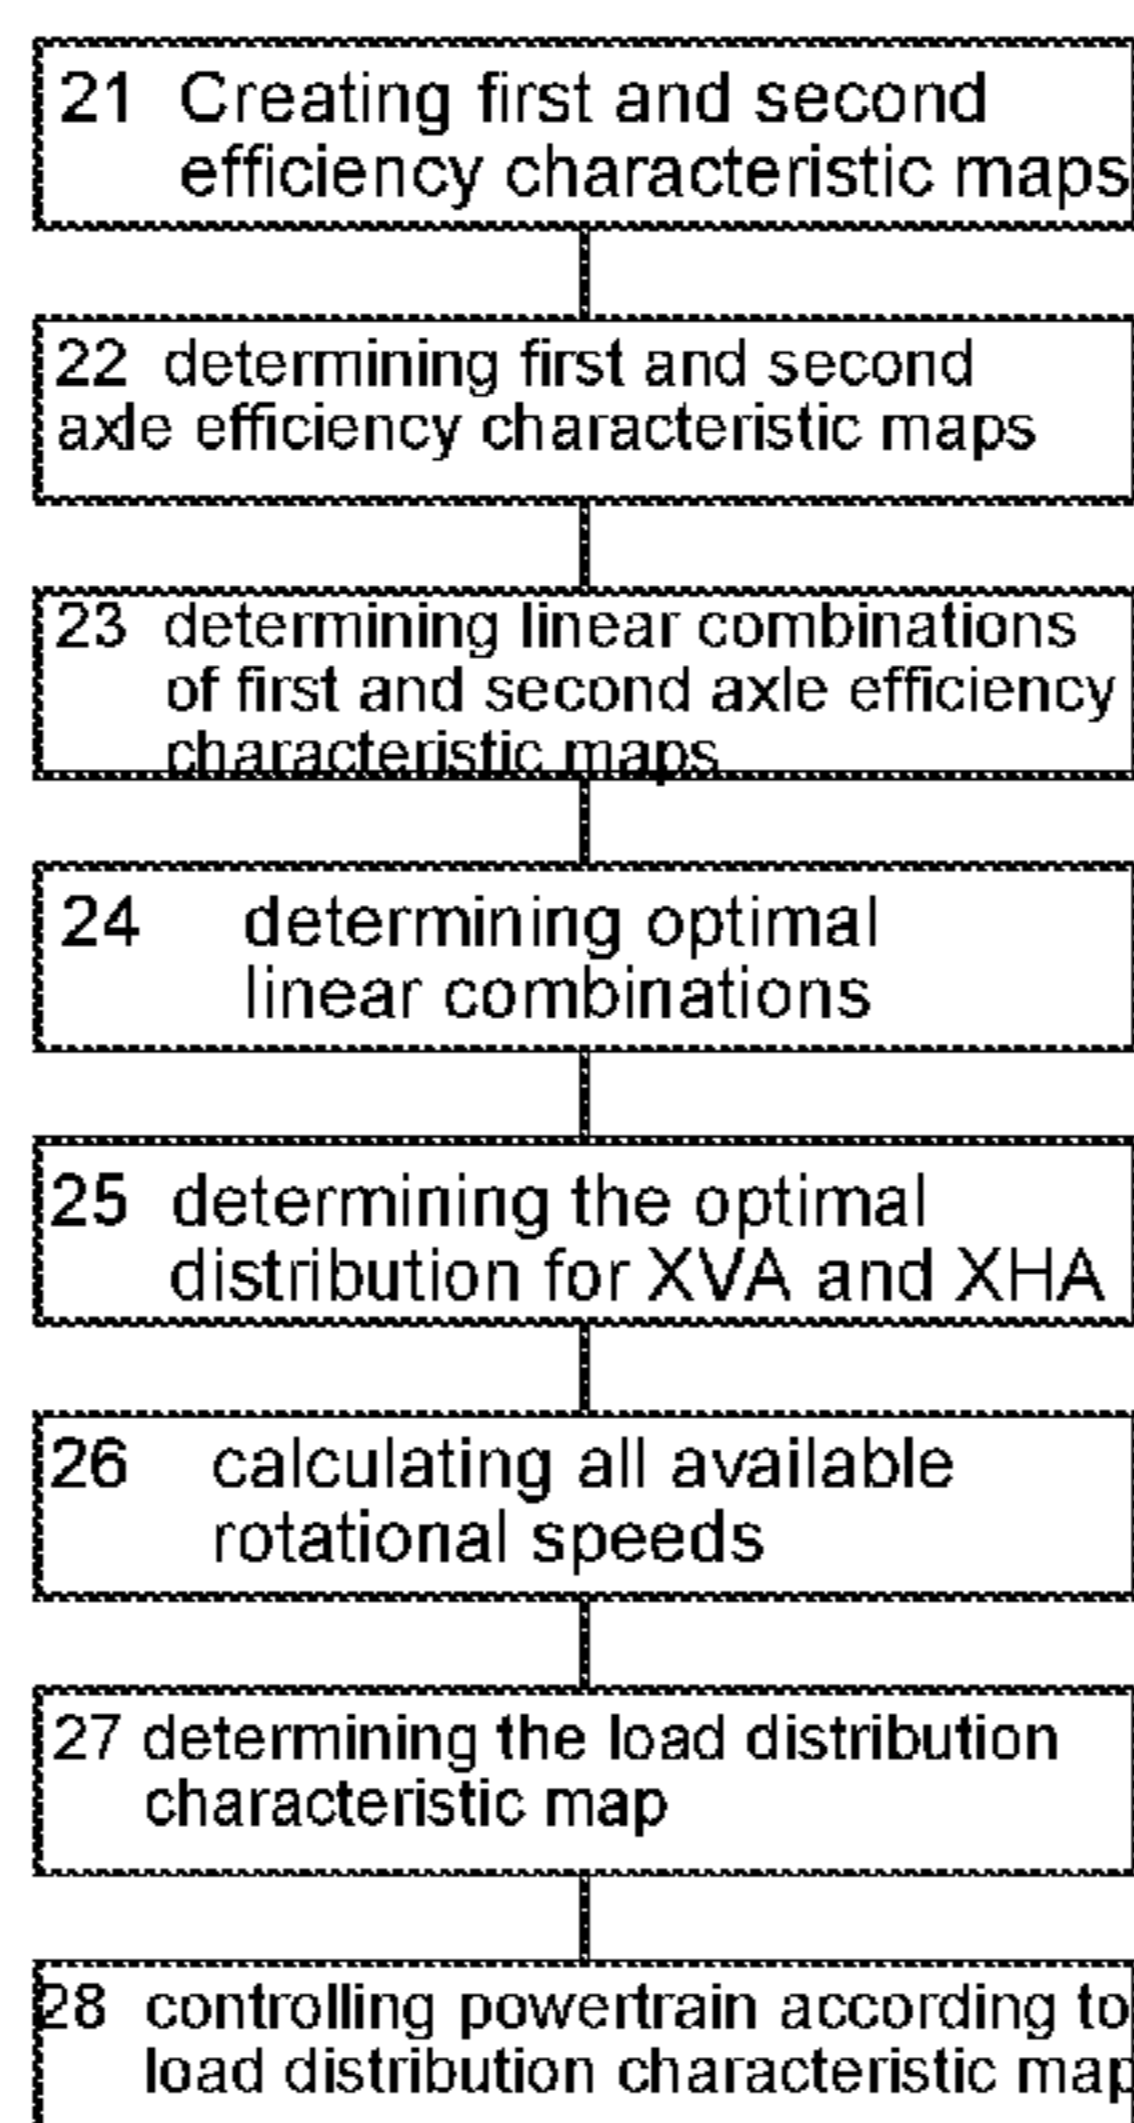 21 Creating first and second
efficiency characteristic maps
22 determining first and second
axle efficiency characteristic maps
23 determining linear combinations
of first and second axle efficiency
characteristic maps
24 determining optimal
linear combinations
25 determining the optimal
distribution for XVA and XHA
26 calculating all available
rotational speeds
27 determining the load distribution
characteristic map
28 controlling powertrain according to
load distribution characteristic map